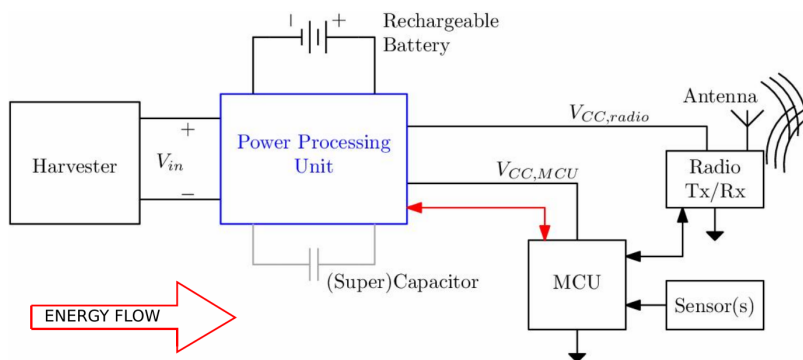 Rechargeable
Battery
Harvester
+
V_in
−
− +
Power Processing
Unit
V_CC,radio
V_CC,MCU
Antenna
Radio
Tx/Rx
(Super)Capacitor
MCU
Sensor(s)
ENERGY FLOW